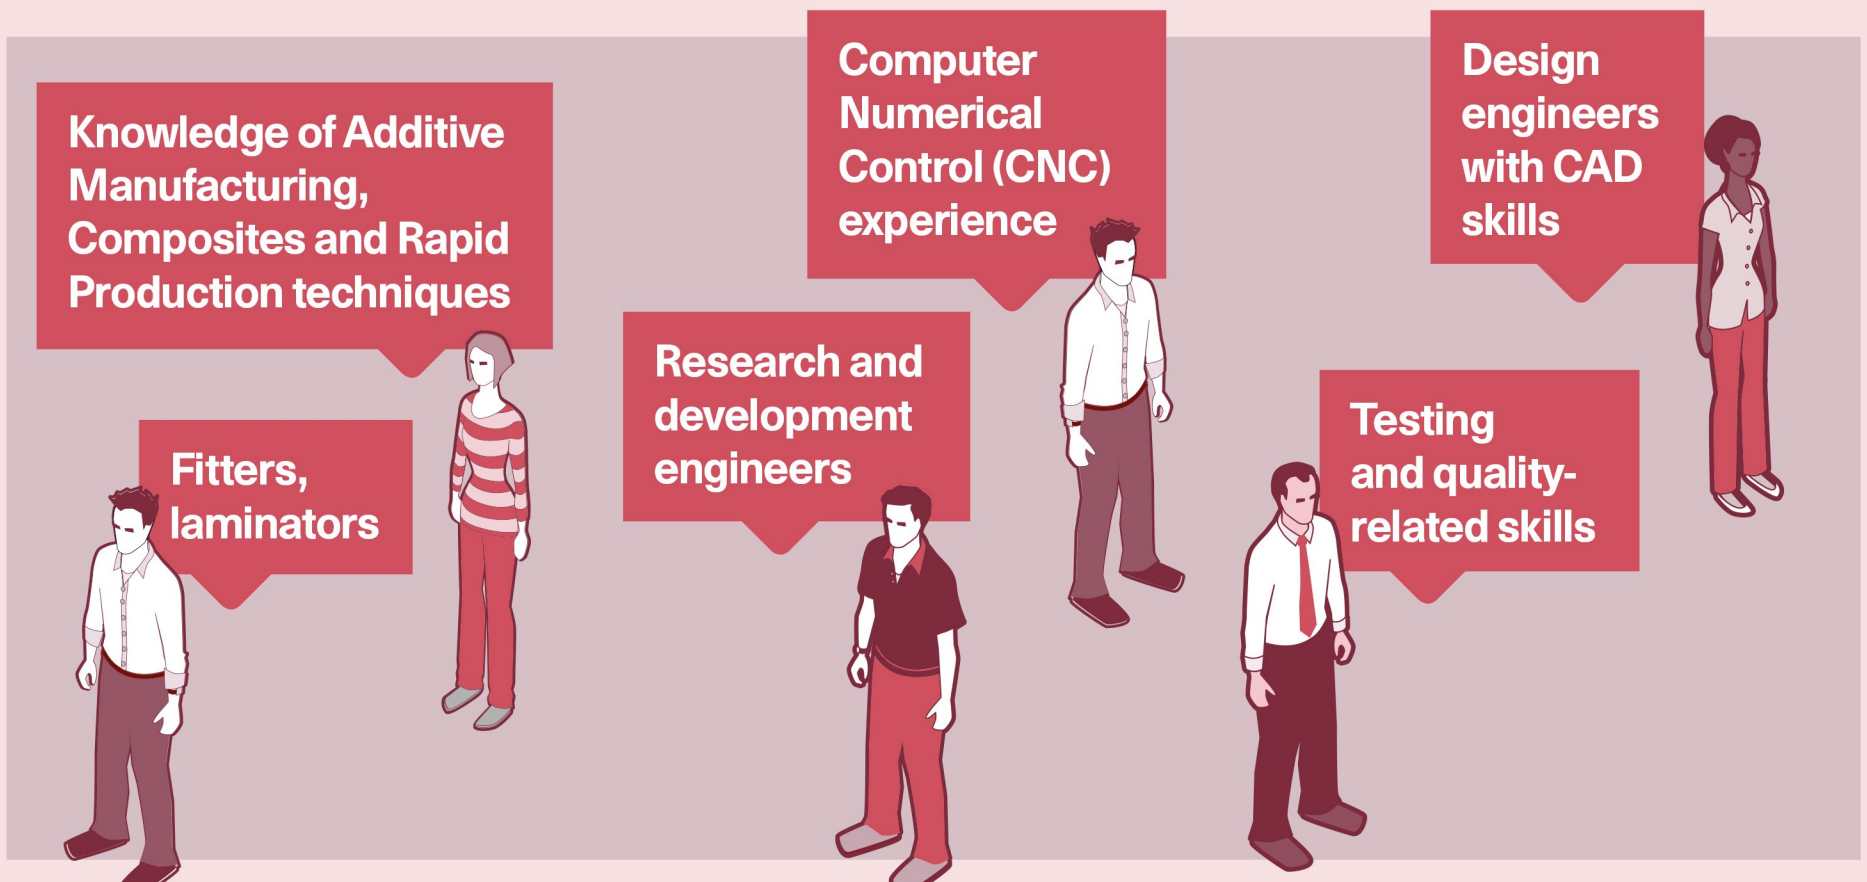 Knowledge of Additive
Manufacturing,
Composites and Rapid
Production techniques
Fitters,
laminators
Research and
development
engineers
Computer
Numerical
Control (CNC)
experience
Testing
and quality-
related skills
Design
engineers
with CAD
skills